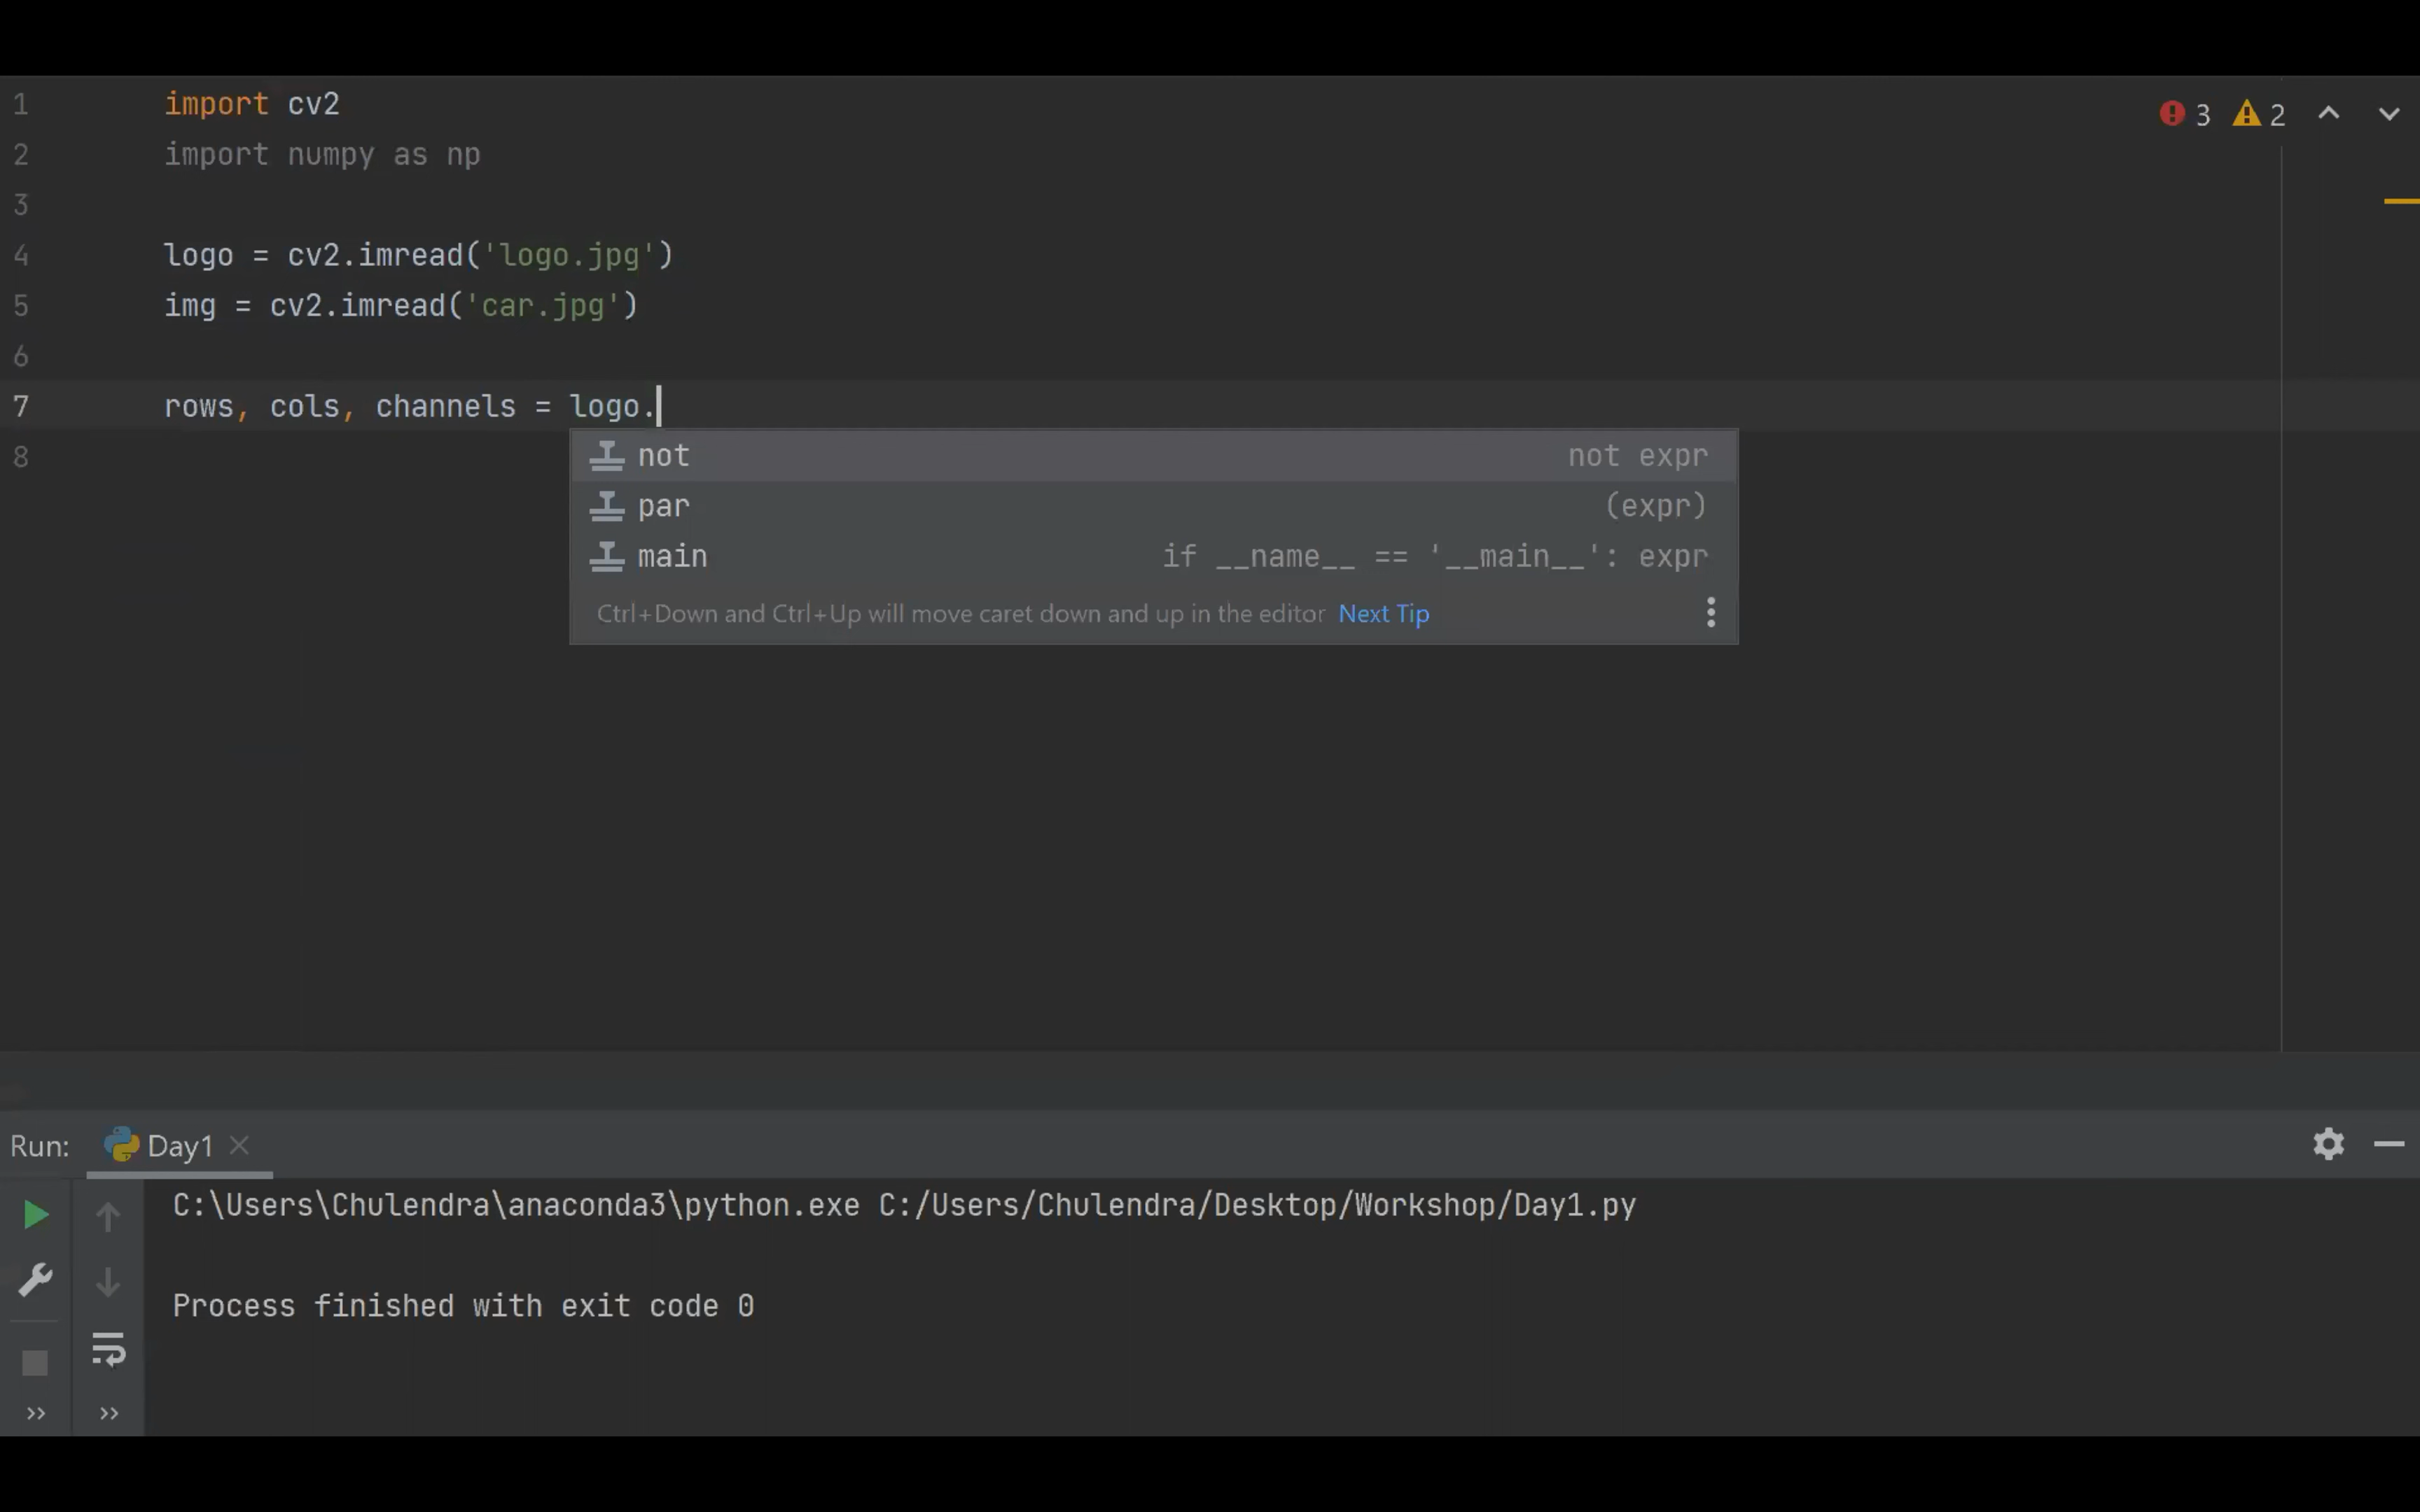 1 import cv2
3 2
2 import numpy as np
3
4 logo = cv2.imread('logo.jpg')
5 img = cv2.imread('car.jpg')
6
7 rows, cols, channels = logo.
8
not not expr
par (expr)
main if __name__ == '__main__': expr
Ctrl+Down and Ctrl+Up will move caret down and up in the editor Next Tip
Run: Day1
C:\Users\Chulendra\anaconda3\python.exe C:/Users/Chulendra/Desktop/Workshop/Day1.py
Process finished with exit code 0